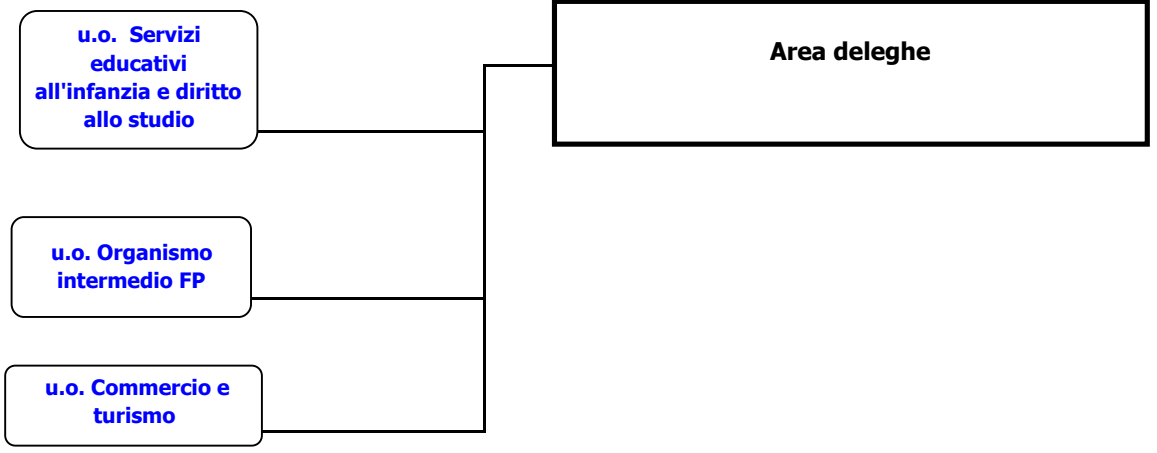 u.o. Servizi
educativi
all'infanzia e diritto
allo studio
Area deleghe
u.o. Organismo
intermedio FP
u.o. Commercio e
turismo